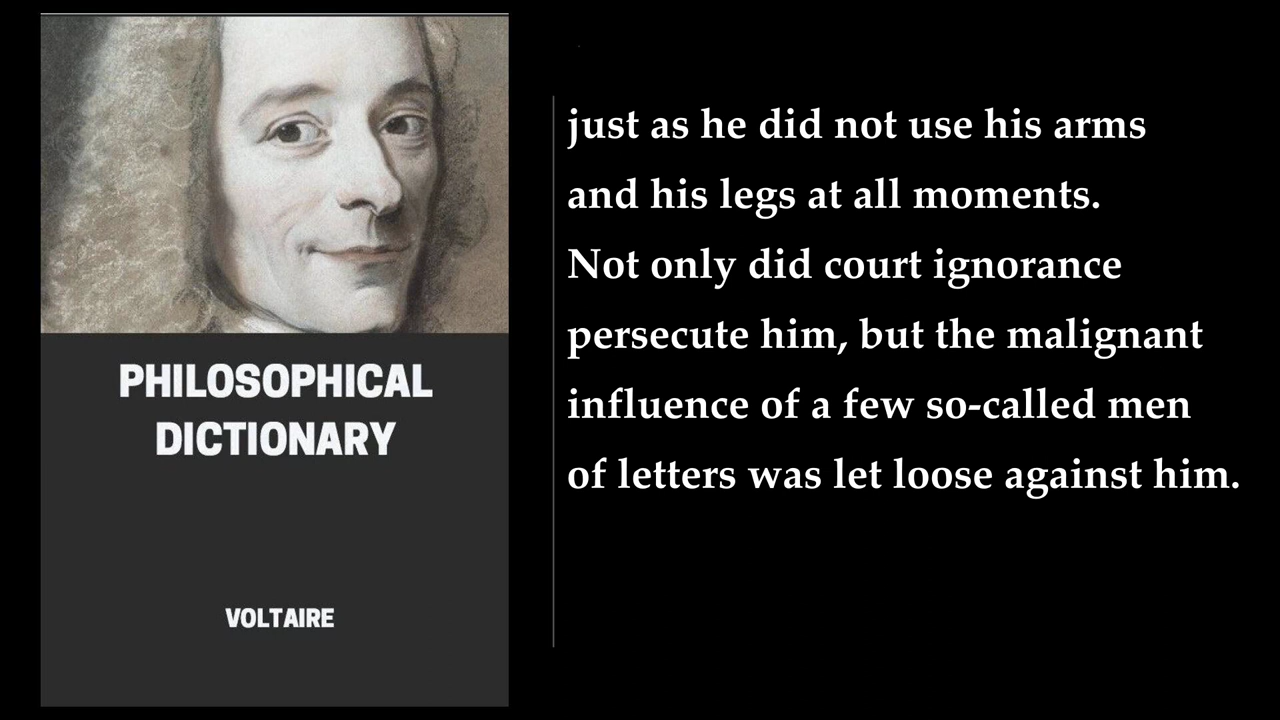 PHILOSOPHICAL
DICTIONARY
VOLTAIRE
just as he did not use his arms
and his legs at all moments.
Not only did court ignorance
persecute him, but the malignant
influence of a few so-called men
of letters was let loose against him.